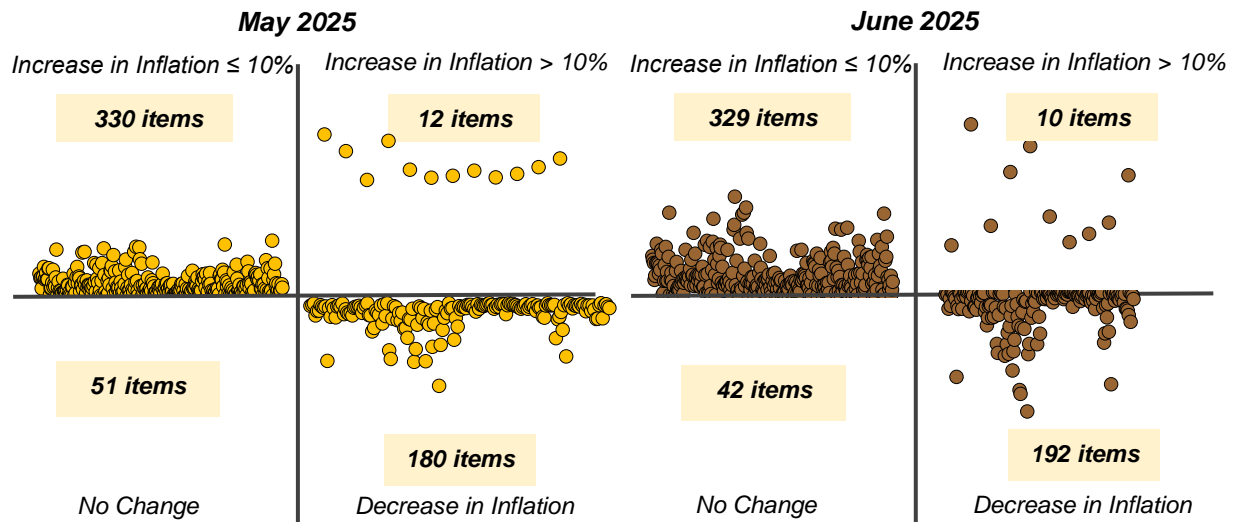 May 2025
Increase in Inflation ≤ 10%
Increase in Inflation > 10%
330 items
12 items
51 items
180 items
No Change
Decrease in Inflation
June 2025
Increase in Inflation ≤ 10%
Increase in Inflation > 10%
329 items
10 items
42 items
192 items
No Change
Decrease in Inflation